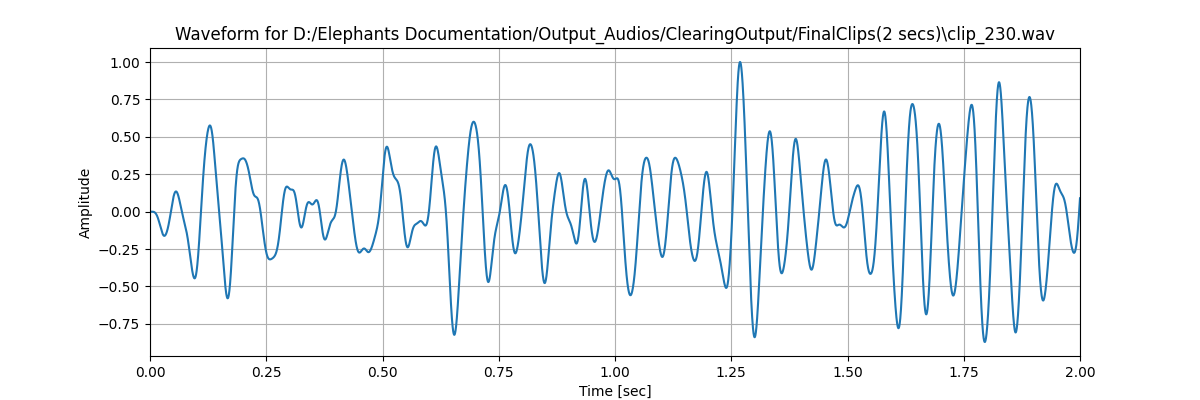 Waveform for D:/Elephants Documentation/Output_Audios/ClearingOutput/FinalClips(2 secs)\clip_230.wav
1.00
0.75
0.50
0.25
0.00
−0.25
−0.50
−0.75
Amplitude
0.00 0.25 0.50 0.75 1.00 1.25 1.50 1.75 2.00
Time [sec]